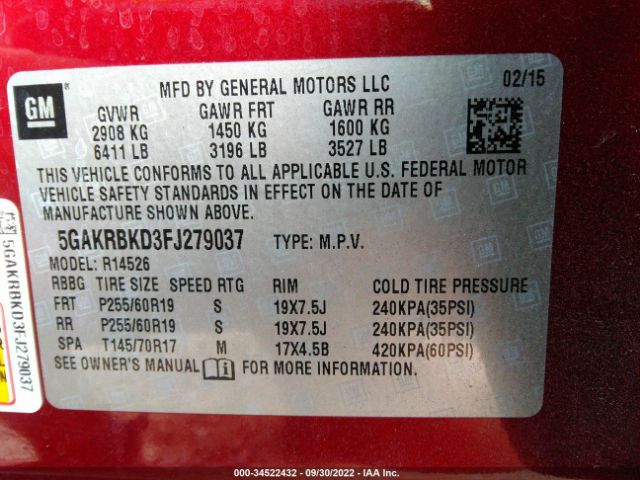 GM
MFD BY GENERAL MOTORS LLC 02/15
GVWR GAWR FRT GAWR RR
2908 KG 1450 KG 1600 KG
6411 LB 3196 LB 3527 LB
THIS VEHICLE CONFORMS TO ALL APPLICABLE U.S. FEDERAL MOTOR
VEHICLE SAFETY STANDARDS IN EFFECT ON THE DATE OF
MANUFACTURE SHOWN ABOVE.
5GAKRBKD3FJ279037 TYPE: M.P.V.
MODEL: R14526
RBBG TIRE SIZE SPEED RTG RIM COLD TIRE PRESSURE
FRT P255/60R19 S 19X7.5J 240KPA(35PSI)
RR P255/60R19 S 19X7.5J 240KPA(35PSI)
SPA T145/70R17 M 17X4.5B 420KPA(60PSI)
SEE OWNER'S MANUAL FOR MORE INFORMATION.
5GAKRBKD3FJ279037
000-34522432 - 09/30/2022 - IAA Inc.